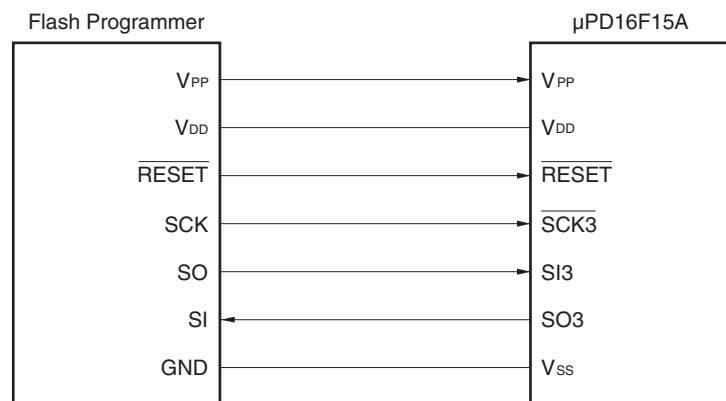 Flash Programmer µPD16F15A
VPP VPP
VDD VDD
RESET RESET
SCK SCK3
SO SI3
SI SO3
GND VSS